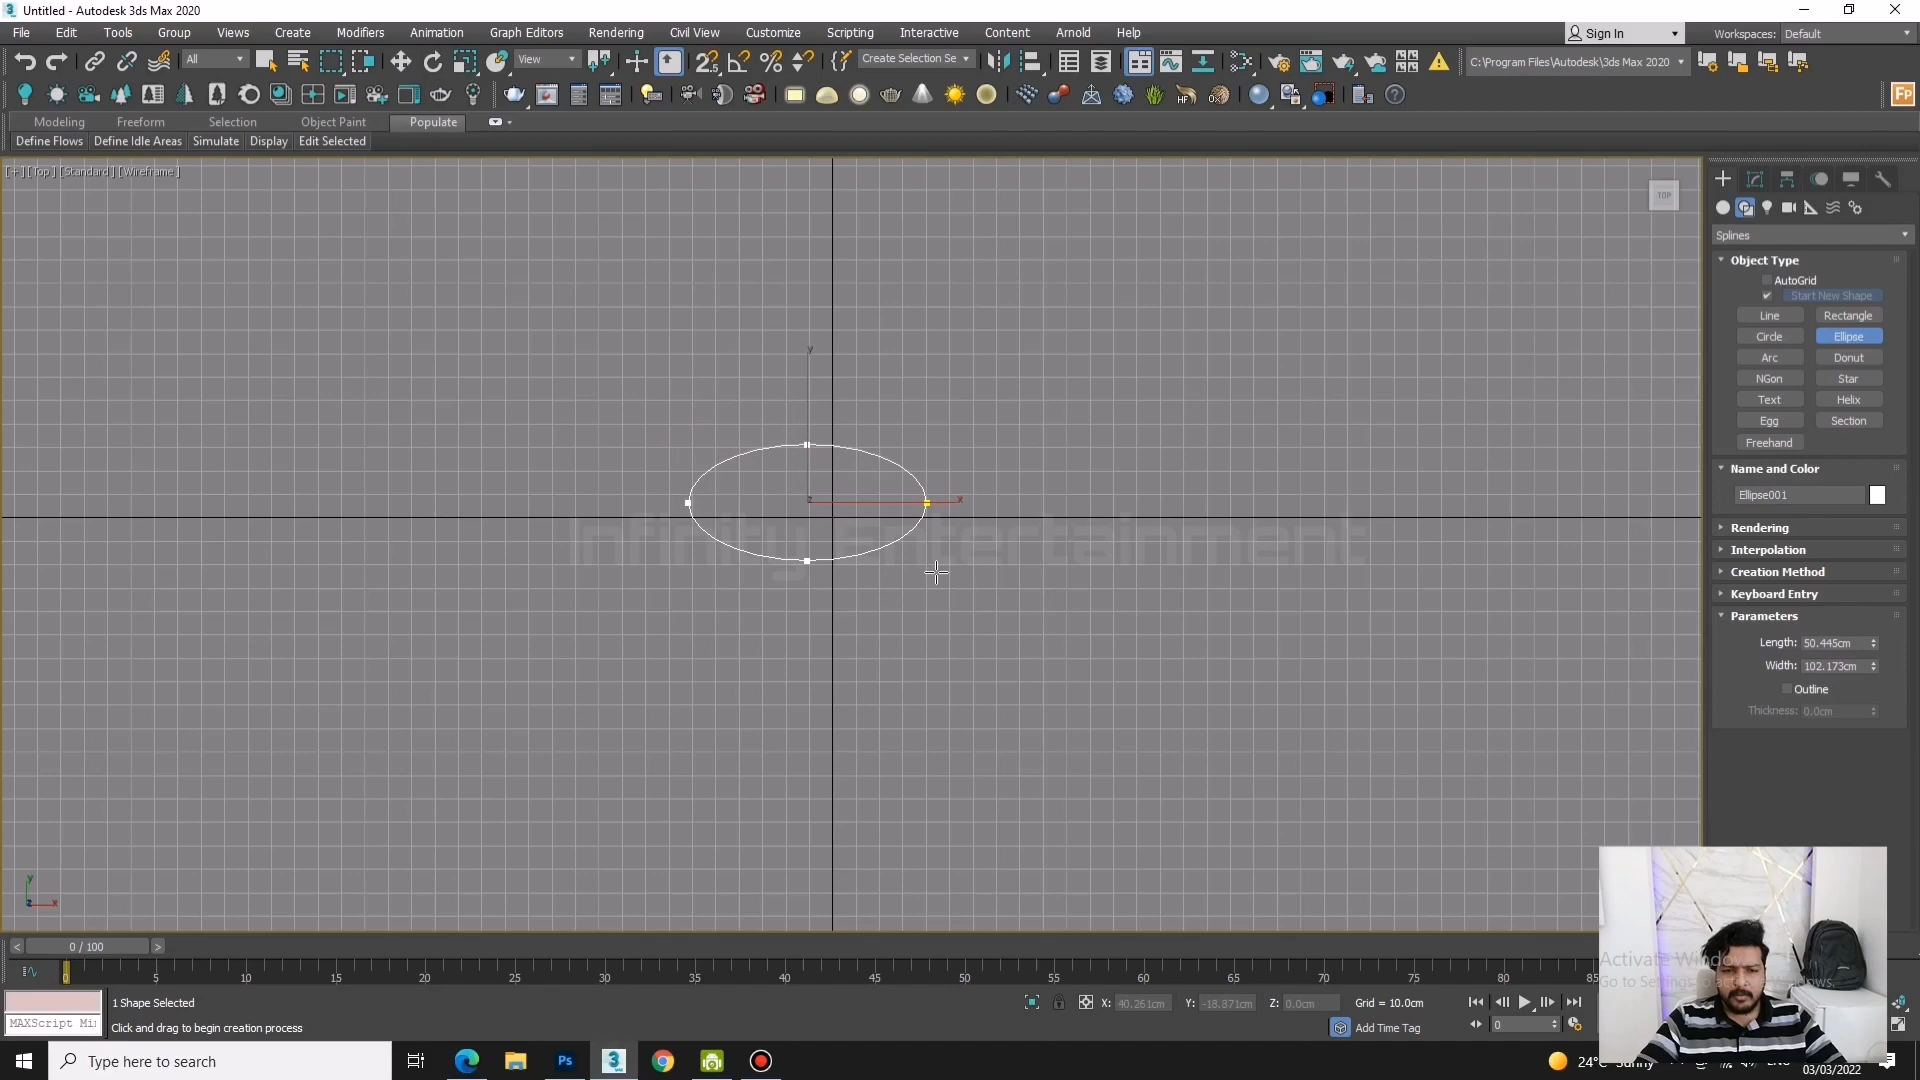 Untitled - Autodesk 3ds Max 2020
File Edit Tools Group Views Create Modifiers Animation Graph Editors Rendering Civil View Customize Scripting Interactive Content Arnold Help
Sign In
Workspaces: Default
All
View
Create Selection Se
C:\Program Files\Autodesk\3ds Max 2020
Fp
Modeling Freeform Selection Object Paint Populate
Define Flows Define Idle Areas Simulate Display Edit Selected
[+] [Top] [Standard] [Wireframe]
TOP
y
z
x
Infinity Entertainment
Splines
Object Type
AutoGrid
Start New Shape
Line Rectangle
Circle Ellipse
Arc Donut
NGon Star
Text Helix
Egg Section
Freehand
Name and Color
Ellipse001
Rendering
Interpolation
Creation Method
Keyboard Entry
Parameters
Length: 50.445cm
Width: 102.173cm
Outline
Thickness: 0.0cm
y
z
x
< 0 / 100 >
0 5 10 15 20 25 30 35 40 45 50 55 60 65 70 75 80
1 Shape Selected
X: 40.261cm Y: -18.871cm Z: 0.0cm Grid = 10.0cm
MAXScript Mi
Click and drag to begin creation process
0
Add Time Tag
Activate Windows
Go to Settings to activate Windows.
Type here to search
Ps
3
24°C Sunny
03/03/2022